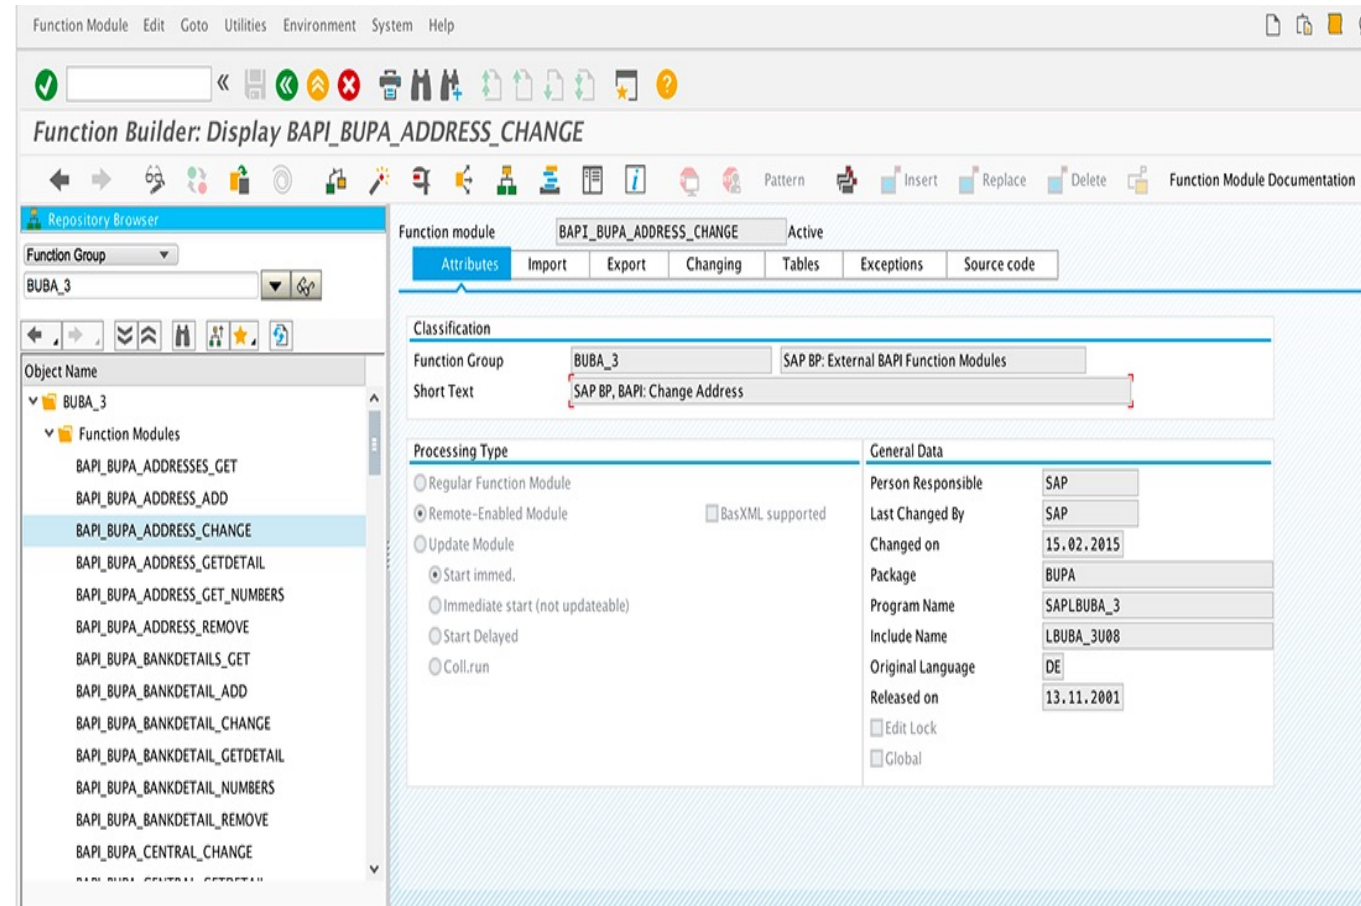 Function Module Edit Goto Utilities Environment System Help
Function Builder: Display BAPI_BUPA_ADDRESS_CHANGE
Pattern Insert Replace Delete Function Module Documentation
Repository Browser
Function Group
BUBA_3
Object Name
BUBA_3
Function Modules
BAPI_BUPA_ADDRESSES_GET
BAPI_BUPA_ADDRESS_ADD
BAPI_BUPA_ADDRESS_CHANGE
BAPI_BUPA_ADDRESS_GETDETAIL
BAPI_BUPA_ADDRESS_GET_NUMBERS
BAPI_BUPA_ADDRESS_REMOVE
BAPI_BUPA_BANKDETAILS_GET
BAPI_BUPA_BANKDETAIL_ADD
BAPI_BUPA_BANKDETAIL_CHANGE
BAPI_BUPA_BANKDETAIL_GETDETAIL
BAPI_BUPA_BANKDETAIL_NUMBERS
BAPI_BUPA_BANKDETAIL_REMOVE
BAPI_BUPA_CENTRAL_CHANGE
Function module BAPI_BUPA_ADDRESS_CHANGE Active
Attributes Import Export Changing Tables Exceptions Source code
Classification
Function Group BUBA_3 SAP BP: External BAPI Function Modules
Short Text SAP BP, BAPI: Change Address
Processing Type
Regular Function Module
Remote-Enabled Module BasXML supported
Update Module
Start immed.
Immediate start (not updateable)
Start Delayed
Coll.run
General Data
Person Responsible SAP
Last Changed By SAP
Changed on 15.02.2015
Package BUPA
Program Name SAPLBUBA_3
Include Name LBUBA_3U08
Original Language DE
Released on 13.11.2001
Edit Lock
Global